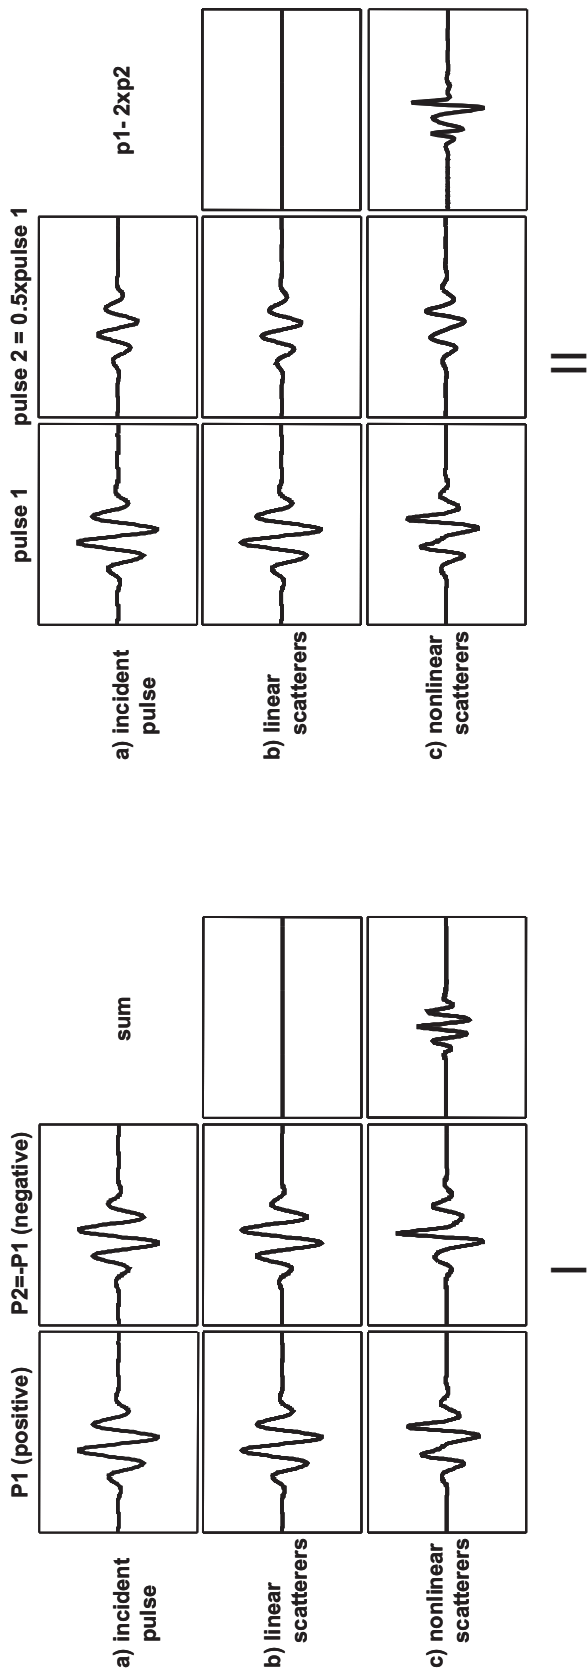 P1 (positive)
P2=-P1 (negative)
sum
a) incident
pulse
b) linear
scatterers
c) nonlinear
scatterers
I
pulse 1
pulse 2 = 0.5xpulse 1
p1- 2xp2
a) incident
pulse
b) linear
scatterers
c) nonlinear
scatterers
II